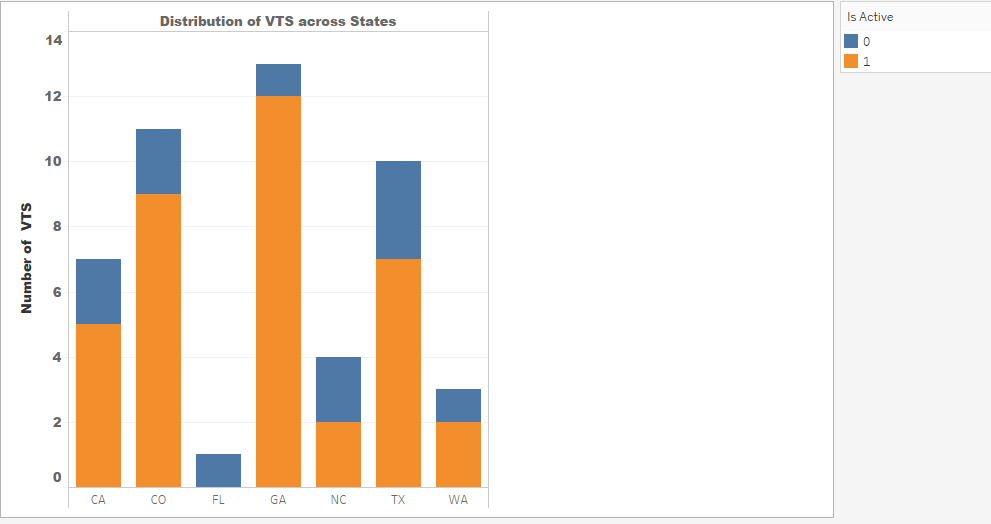 Distribution of VTS across States
Is Active
0
1
14
12
10
8
6
4
2
0
Number of VTS
CA CO FL GA NC TX WA